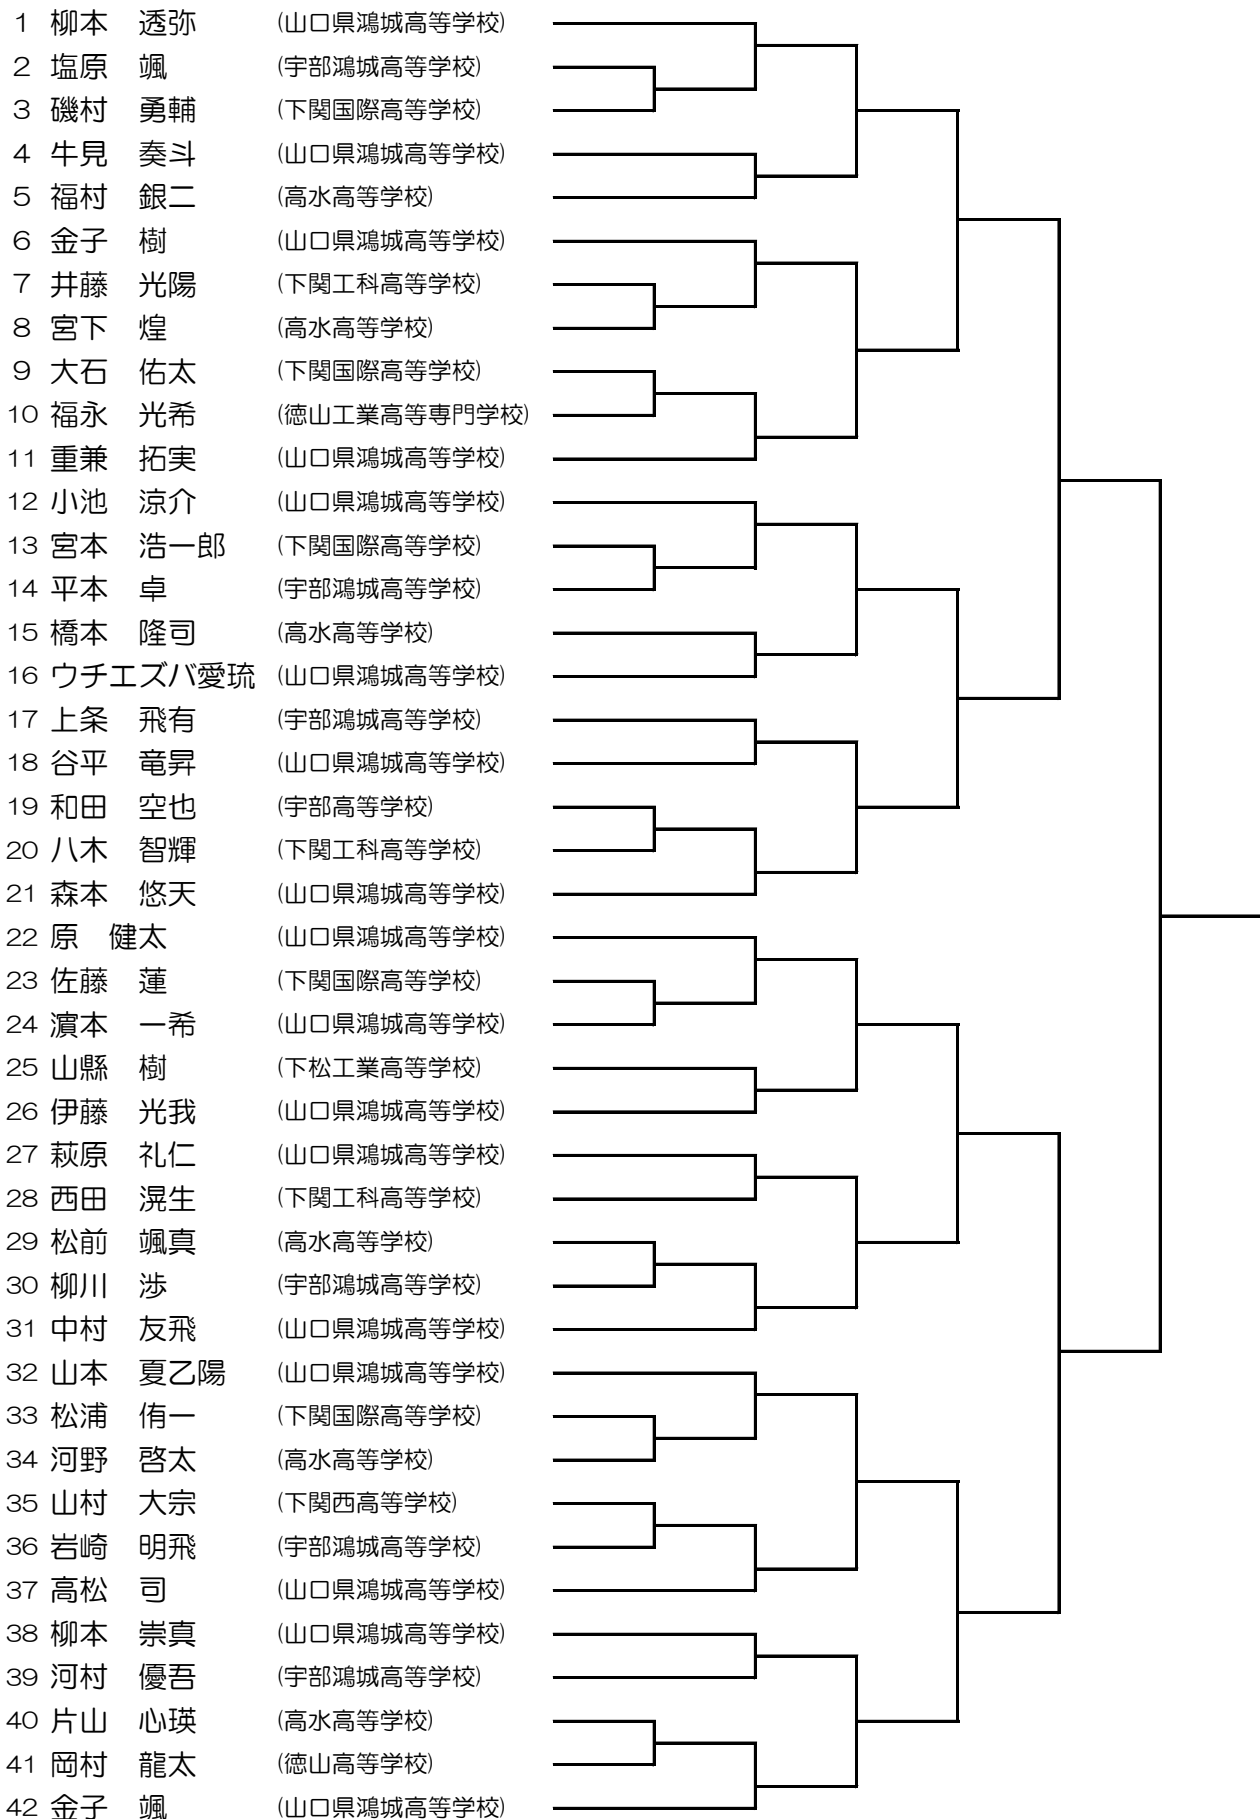 1 柳本　透弥 (山口県鴻城高等学校)
2 塩原　颯 (宇部鴻城高等学校)
3 磯村　勇輔 (下関国際高等学校)
4 牛見　奏斗 (山口県鴻城高等学校)
5 福村　銀二 (高水高等学校)
6 金子　樹 (山口県鴻城高等学校)
7 井藤　光陽 (下関工科高等学校)
8 宮下　煌 (高水高等学校)
9 大石　佑太 (下関国際高等学校)
10 福永　光希 (徳山工業高等専門学校)
11 重兼　拓実 (山口県鴻城高等学校)
12 小池　涼介 (山口県鴻城高等学校)
13 宮本　浩一郎 (下関国際高等学校)
14 平本　卓 (宇部鴻城高等学校)
15 橋本　隆司 (高水高等学校)
16 ウチエズバ愛琉 (山口県鴻城高等学校)
17 上条　飛有 (宇部鴻城高等学校)
18 谷平　竜昇 (山口県鴻城高等学校)
19 和田　空也 (宇部高等学校)
20 八木　智輝 (下関工科高等学校)
21 森本　悠天 (山口県鴻城高等学校)
22 原　健太 (山口県鴻城高等学校)
23 佐藤　蓮 (下関国際高等学校)
24 濵本　一希 (山口県鴻城高等学校)
25 山縣　樹 (下松工業高等学校)
26 伊藤　光我 (山口県鴻城高等学校)
27 萩原　礼仁 (山口県鴻城高等学校)
28 西田　滉生 (下関工科高等学校)
29 松前　颯真 (高水高等学校)
30 柳川　渉 (宇部鴻城高等学校)
31 中村　友飛 (山口県鴻城高等学校)
32 山本　夏乙陽 (山口県鴻城高等学校)
33 松浦　侑一 (下関国際高等学校)
34 河野　啓太 (高水高等学校)
35 山村　大宗 (下関西高等学校)
36 岩崎　明飛 (宇部鴻城高等学校)
37 高松　司 (山口県鴻城高等学校)
38 柳本　崇真 (山口県鴻城高等学校)
39 河村　優吾 (宇部鴻城高等学校)
40 片山　心瑛 (高水高等学校)
41 岡村　龍太 (徳山高等学校)
42 金子　颯 (山口県鴻城高等学校)